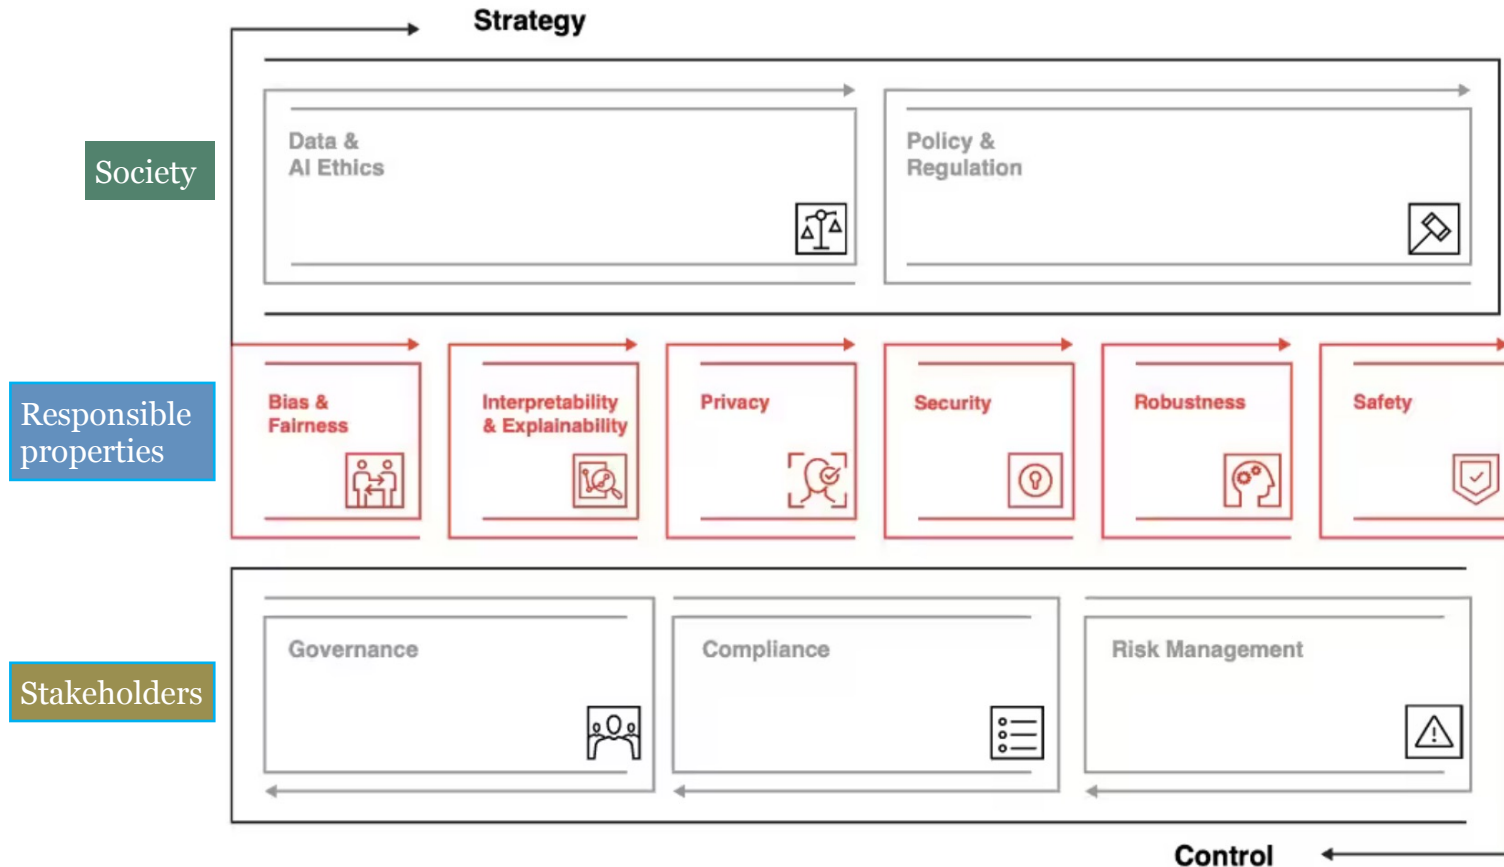 Strategy
Society
Data &
AI Ethics
Policy &
Regulation
Responsible
properties
Bias &
Fairness
Interpretability
& Explainability
Privacy
Security
Robustness
Safety
Stakeholders
Governance
Compliance
Risk Management
Control